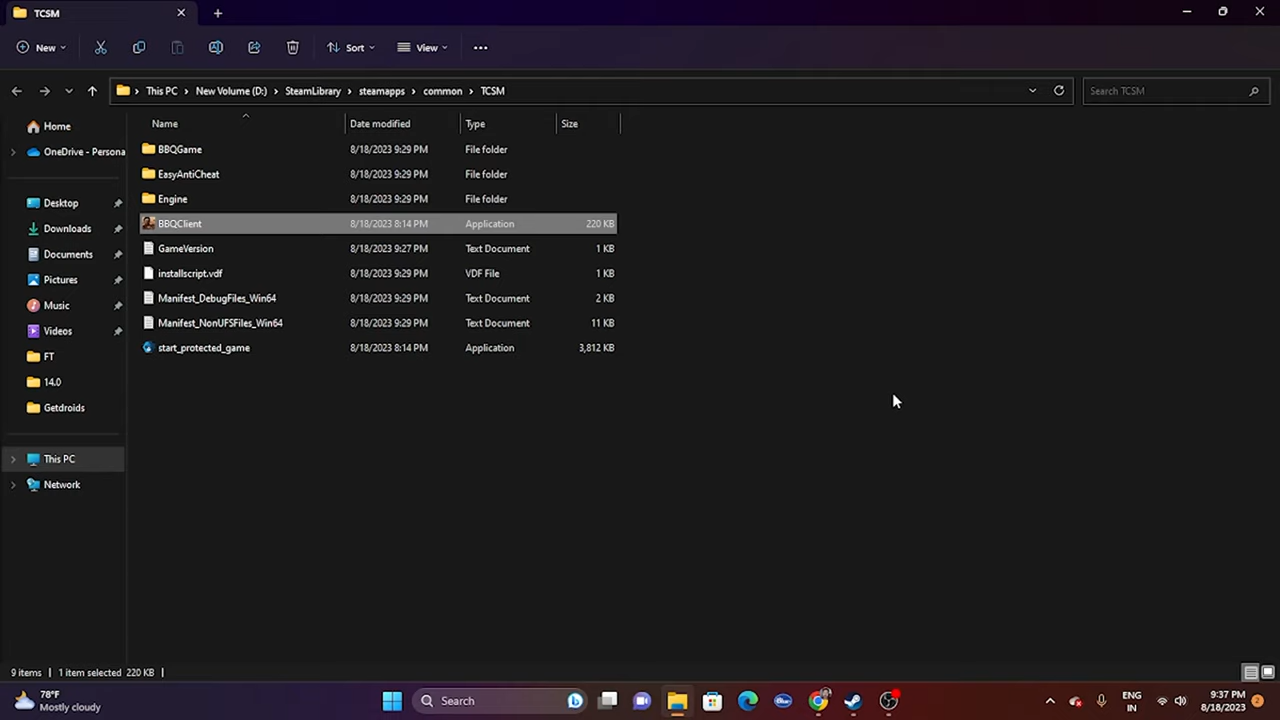 TCSM
New
Sort
View
This PC
New Volume (D:)
SteamLibrary
steamapps
common
TCSM
Search TCSM
Name
Date modified
Type
Size
Home
OneDrive - Persona
Desktop
Downloads
Documents
Pictures
Music
Videos
FT
14.0
Getdroids
This PC
Network
BBQGame 8/18/2023 9:29 PM File folder
EasyAntiCheat 8/18/2023 9:29 PM File folder
Engine 8/18/2023 9:29 PM File folder
BBQClient 8/18/2023 8:14 PM Application 220 KB
GameVersion 8/18/2023 9:27 PM Text Document 1 KB
installscript.vdf 8/18/2023 9:29 PM VDF File 1 KB
Manifest_DebugFiles_Win64 8/18/2023 9:29 PM Text Document 2 KB
Manifest_NonUFSFiles_Win64 8/18/2023 9:29 PM Text Document 11 KB
start_protected_game 8/18/2023 8:14 PM Application 3,812 KB
9 items 1 item selected 220 KB
78°F
Mostly cloudy
Search
ENG
IN
9:37 PM
8/18/2023
2